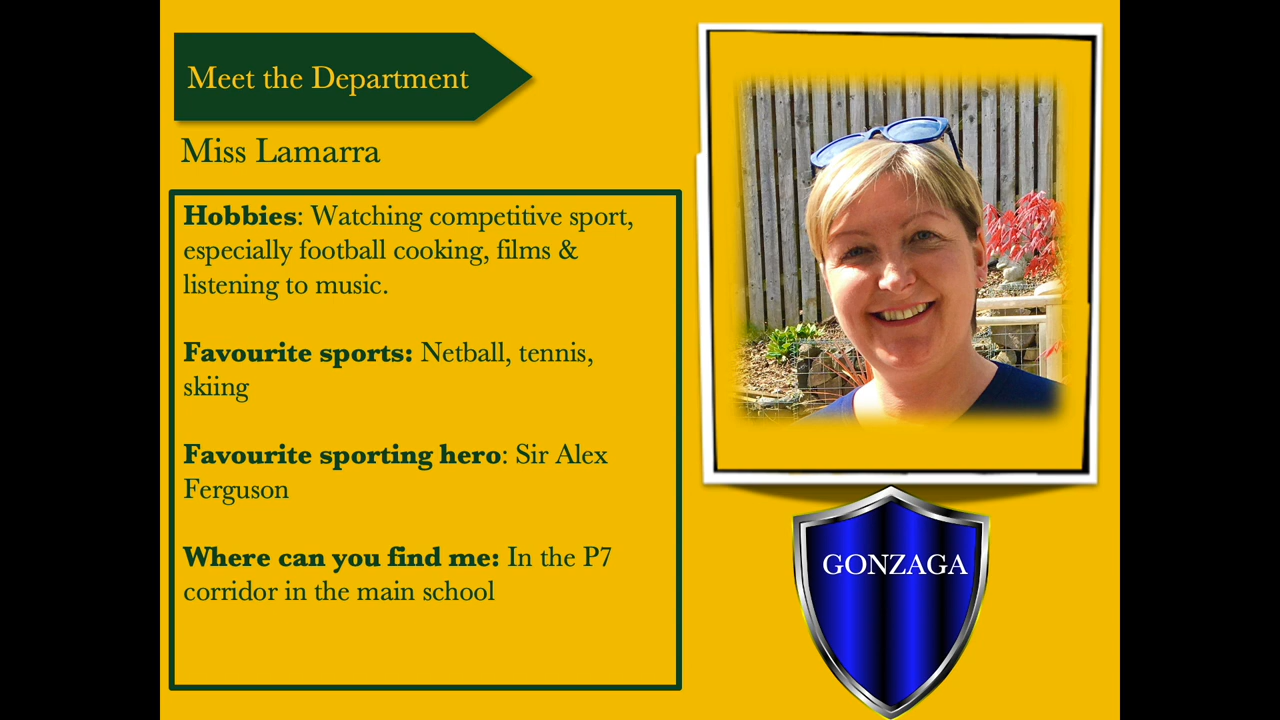 Meet the Department
Miss Lamarra
Hobbies: Watching competitive sport,
especially football cooking, films &
listening to music.
Favourite sports: Netball, tennis,
skiing
Favourite sporting hero: Sir Alex
Ferguson
Where can you find me: In the P7
corridor in the main school
GONZAGA